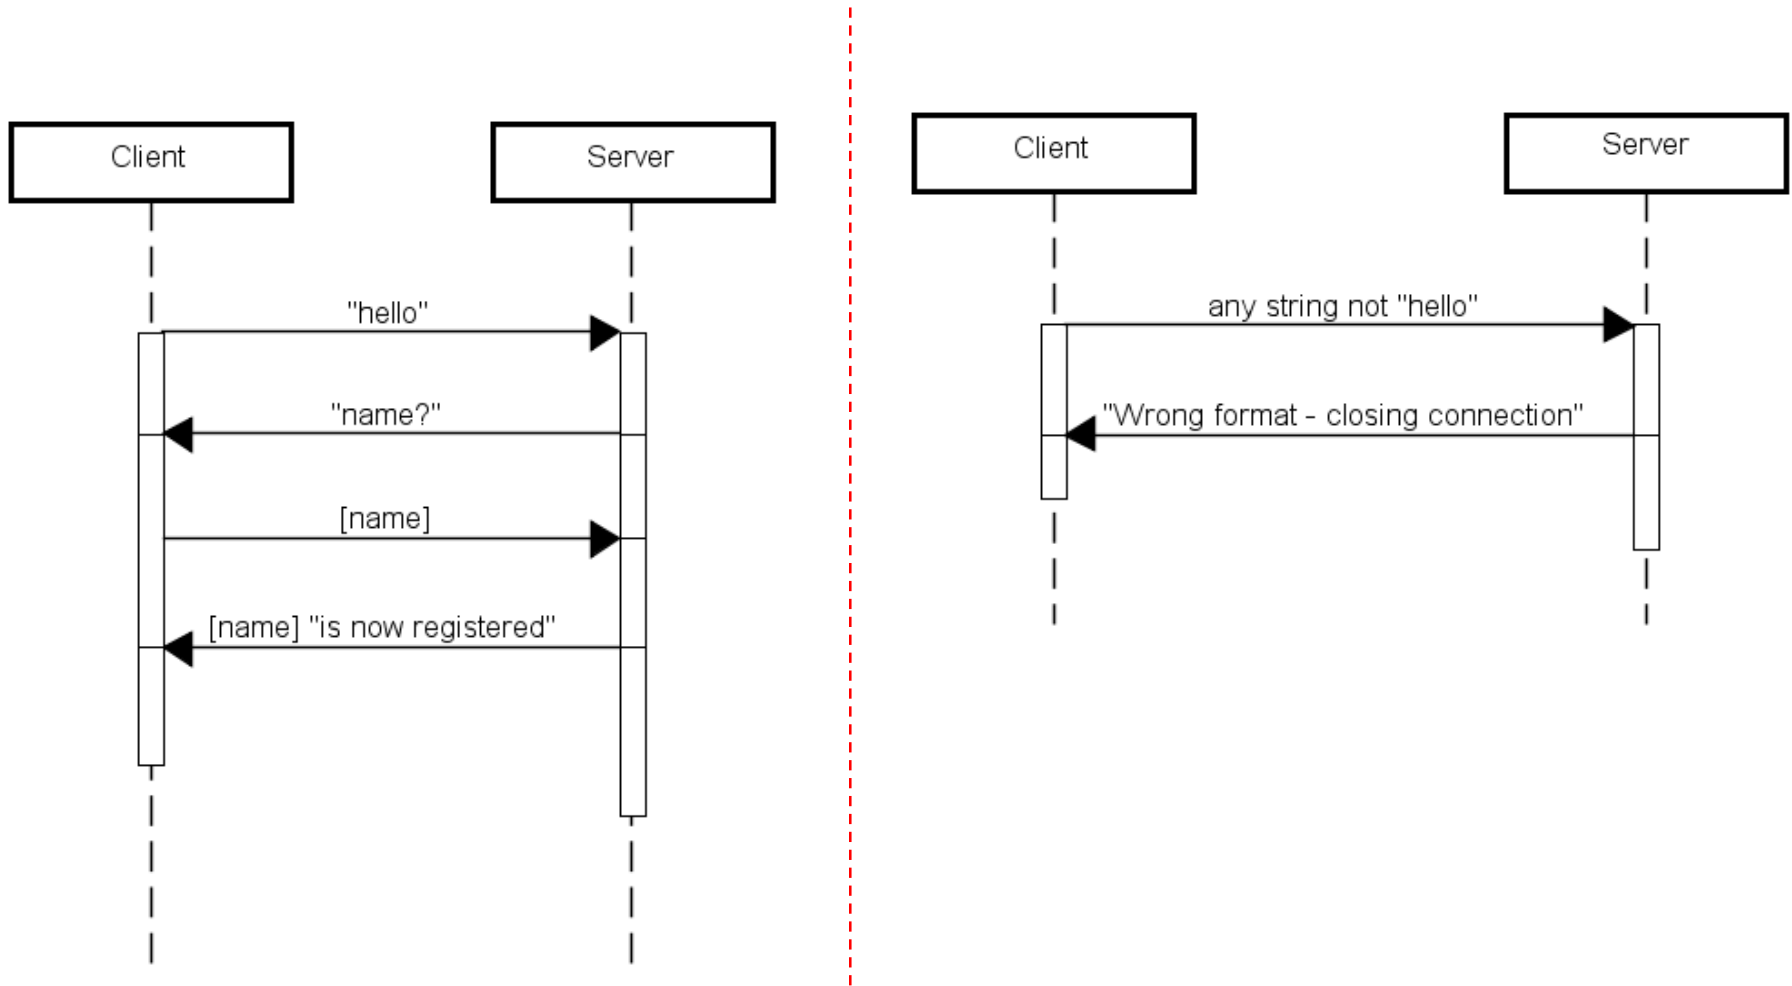 Client
Server
"hello"
"name?"
[name]
[name] "is now registered"
Client
Server
any string not "hello"
"Wrong format - closing connection"